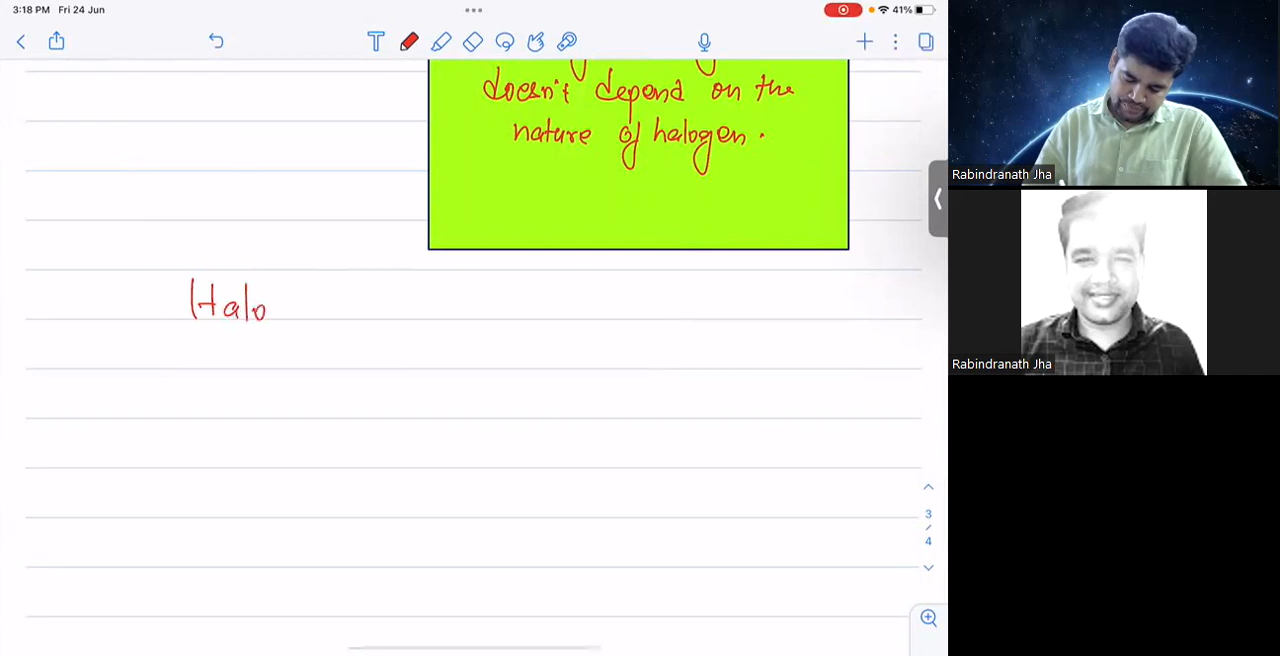 3:18 PM Fri 24 Jun
41%
T
doesn't depend on the
nature of halogen.
Halo
3
/
4
Rabindranath Jha
Rabindranath Jha